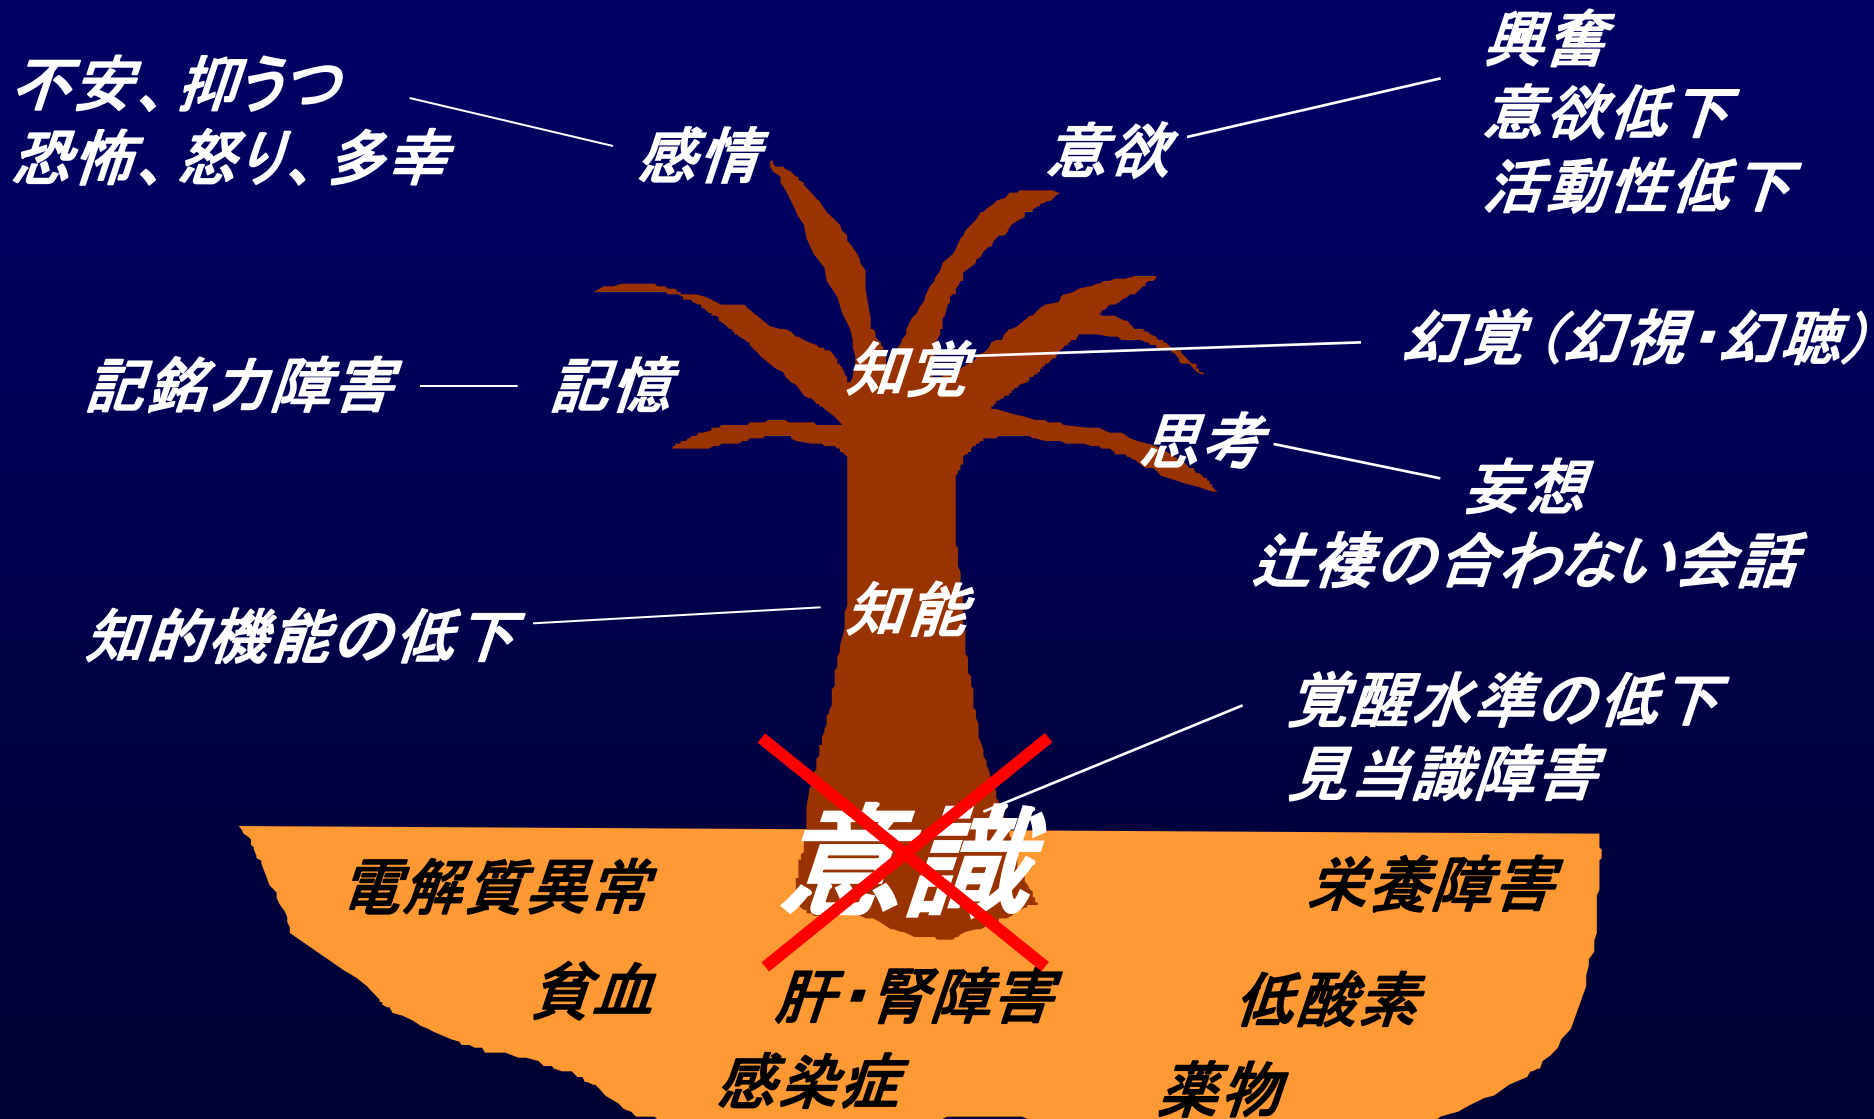 不安、抑うつ
恐怖、怒り、多幸
感情
意欲
興奮
意欲低下
活動性低下
記銘力障害
記憶
知覚
幻覚（幻視・幻聴）
思考
妄想
辻褄の合わない会話
知的機能の低下
知能
覚醒水準の低下
見当識障害
意識
電解質異常
栄養障害
貧血
肝・腎障害
低酸素
感染症
薬物